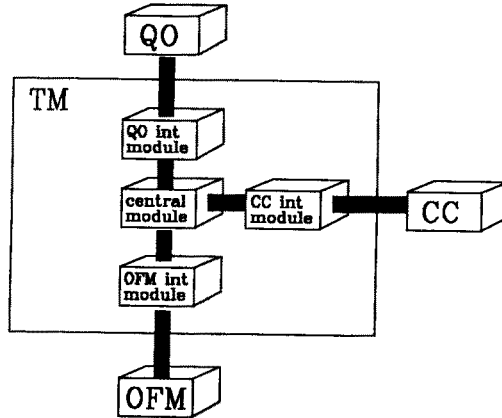 QO
TM
QO int
module
central
module
CC int
module
CC
OFM int
module
OFM